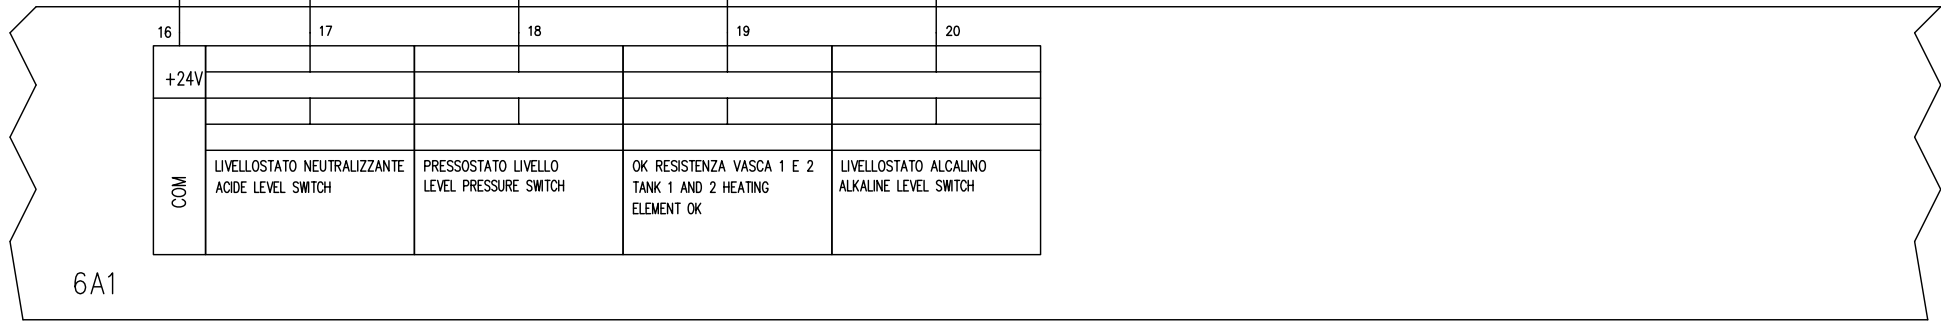 16 17 18 19 20
+24V
COM
LIVELLOSTATO NEUTRALIZZANTE
ACIDE LEVEL SWITCH
PRESSOSTATO LIVELLO
LEVEL PRESSURE SWITCH
OK RESISTENZA VASCA 1 E 2
TANK 1 AND 2 HEATING
ELEMENT OK
LIVELLOSTATO ALCALINO
ALKALINE LEVEL SWITCH
6A1